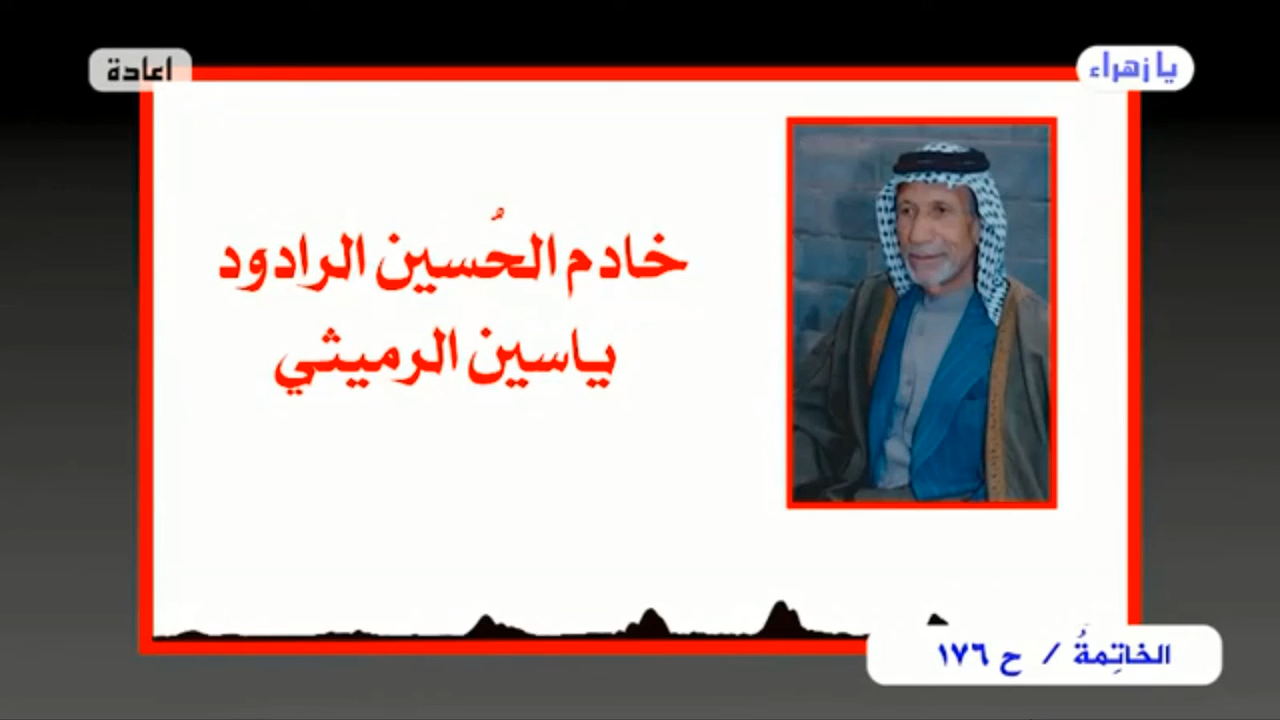 يا زهراء
اعادة
خادم الحُسين الرادود
ياسين الرميثي
الخاتِمةُ / ح ١٧٦